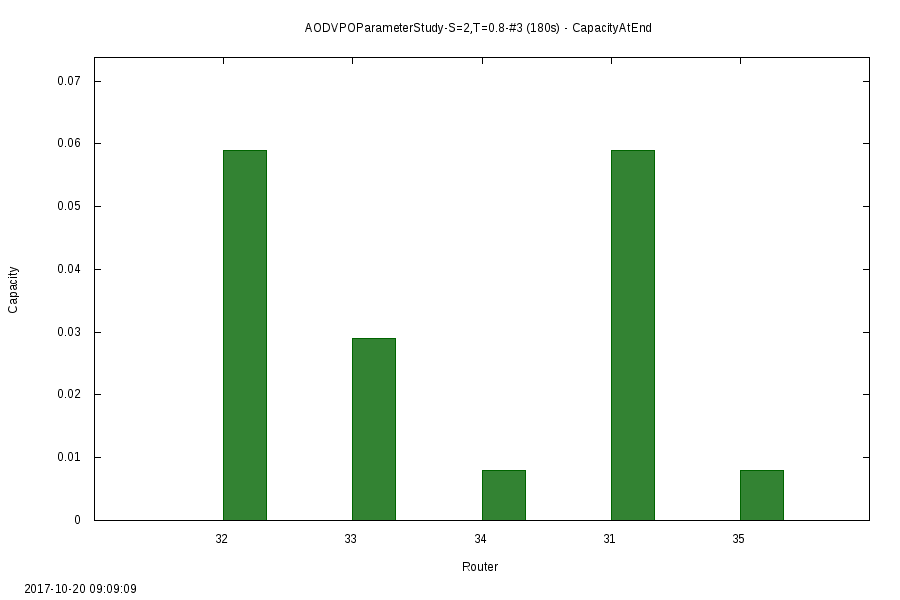 AODVPOParameterStudy-S=2,T=0.8-#3 (180s) - CapacityAtEnd
0.07
0.06
0.05
0.04
0.03
0.02
0.01
0
Capacity
32 33 34 31 35
Router
2017-10-20 09:09:09